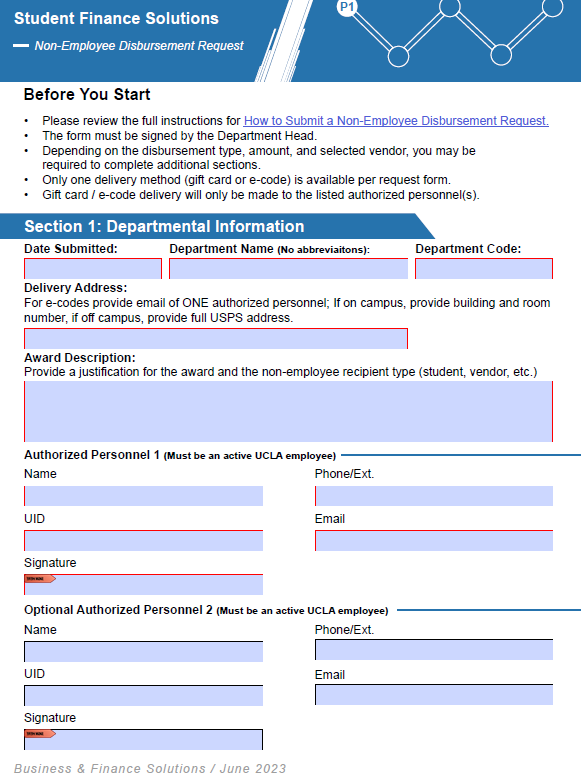 Student Finance Solutions
P1
Non-Employee Disbursement Request
Before You Start
• Please review the full instructions for How to Submit a Non-Employee Disbursement Request.
• The form must be signed by the Department Head.
• Depending on the disbursement type, amount, and selected vendor, you may be
required to complete additional sections.
• Only one delivery method (gift card or e-code) is available per request form.
• Gift card / e-code delivery will only be made to the listed authorized personnel(s).
Section 1: Departmental Information
Date Submitted: Department Name (No abbreviaitons): Department Code:
Delivery Address:
For e-codes provide email of ONE authorized personnel; If on campus, provide building and room
number, if off campus, provide full USPS address.
Award Description:
Provide a justification for the award and the non-employee recipient type (student, vendor, etc.)
Authorized Personnel 1 (Must be an active UCLA employee)
Name Phone/Ext.
UID Email
Signature
Optional Authorized Personnel 2 (Must be an active UCLA employee)
Name Phone/Ext.
UID Email
Signature
Business & Finance Solutions / June 2023